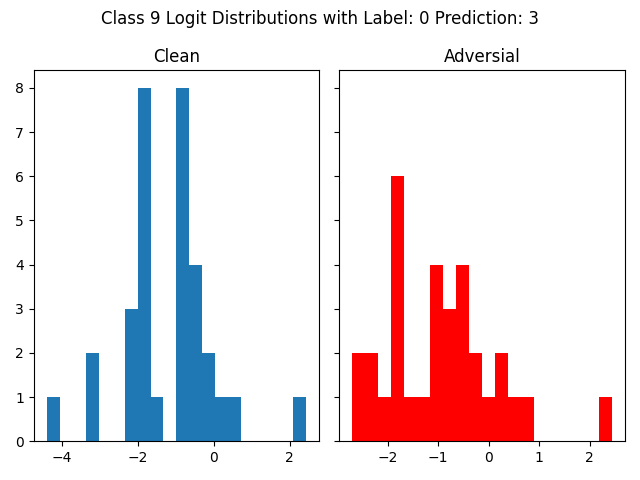 Class 9 Logit Distributions with Label: 0 Prediction: 3
Clean
Adversial
8
7
6
5
4
3
2
1
0
−4 −2 0 2
−2 −1 0 1 2